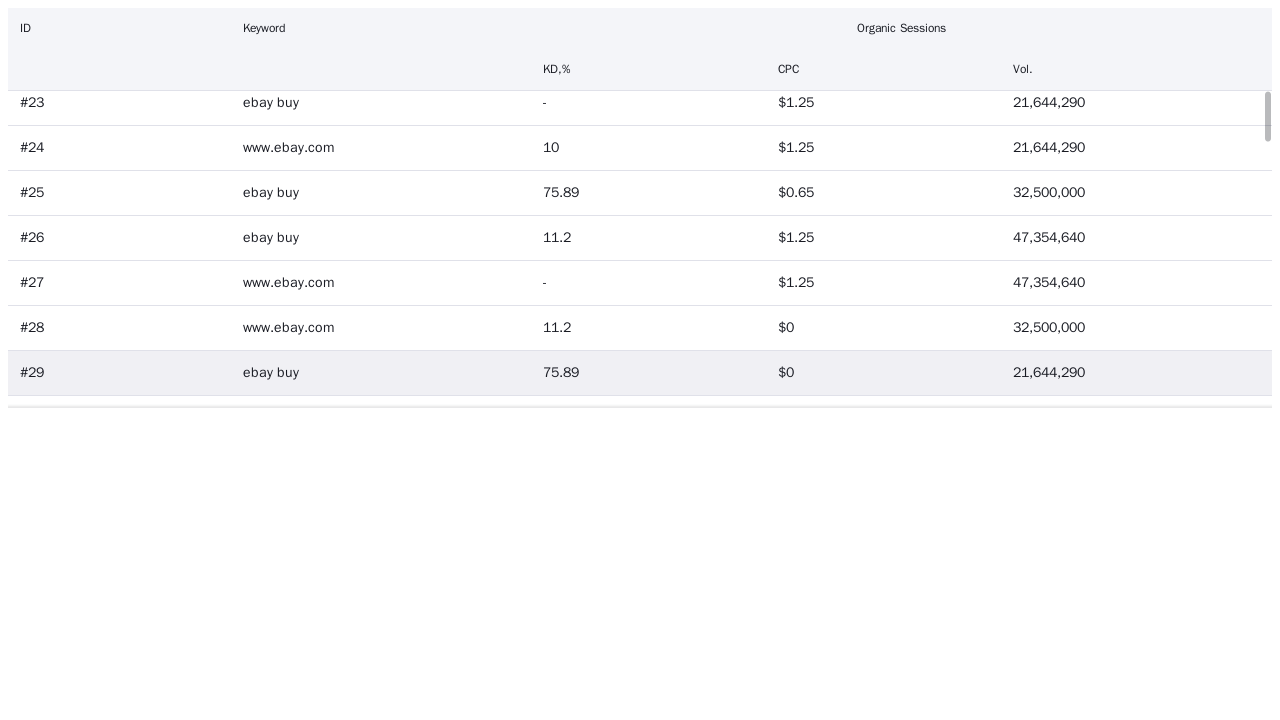 ID Keyword Organic Sessions
KD,% CPC Vol.
#23 ebay buy - $1.25 21,644,290
#24 www.ebay.com 10 $1.25 21,644,290
#25 ebay buy 75.89 $0.65 32,500,000
#26 ebay buy 11.2 $1.25 47,354,640
#27 www.ebay.com - $1.25 47,354,640
#28 www.ebay.com 11.2 $0 32,500,000
#29 ebay buy 75.89 $0 21,644,290